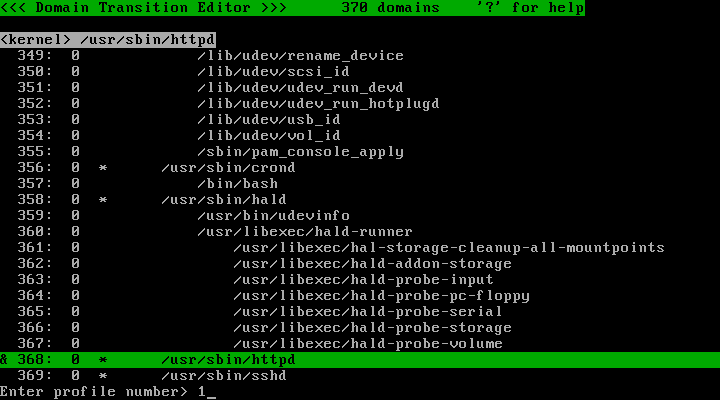 <<< Domain Transition Editor >>>      370 domains    '?' for help
<kernel> /usr/sbin/httpd
  349:  0             /lib/udev/rename_device
  350:  0             /lib/udev/scsi_id
  351:  0             /lib/udev/udev_run_devd
  352:  0             /lib/udev/udev_run_hotplugd
  353:  0             /lib/udev/usb_id
  354:  0             /lib/udev/vol_id
  355:  0             /sbin/pam_console_apply
  356:  0  *      /usr/sbin/crond
  357:  0             /bin/bash
  358:  0  *      /usr/sbin/hald
  359:  0             /usr/bin/udevinfo
  360:  0             /usr/libexec/hald-runner
  361:  0                 /usr/libexec/hal-storage-cleanup-all-mountpoints
  362:  0                 /usr/libexec/hald-addon-storage
  363:  0                 /usr/libexec/hald-probe-input
  364:  0                 /usr/libexec/hald-probe-pc-floppy
  365:  0                 /usr/libexec/hald-probe-serial
  366:  0                 /usr/libexec/hald-probe-storage
  367:  0                 /usr/libexec/hald-probe-volume
& 368:  0  *      /usr/sbin/httpd
  369:  0  *      /usr/sbin/sshd
Enter profile number> 1_